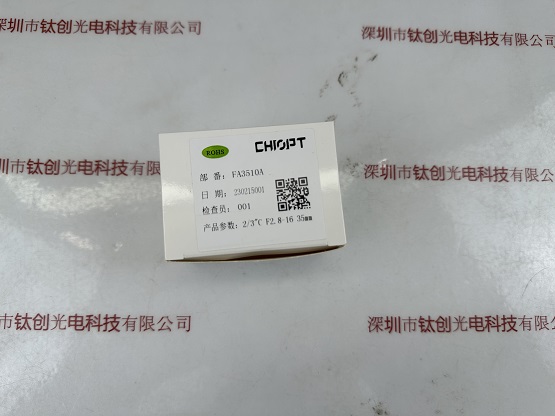 深圳市钛创光电科技有限公司
深圳市钛创光电科技有限公司
ROHS
CHIOPT
部 番: FA3510A
日 期: 230215001
检查员: 001
产品参数: 2/3"C F2.8-16 35mm
深圳市钛创光电科技有限公司
深圳市钛创光电科技有限公司
深圳市钛创光电科技有限公司
深圳市钛创光电科技有限公司